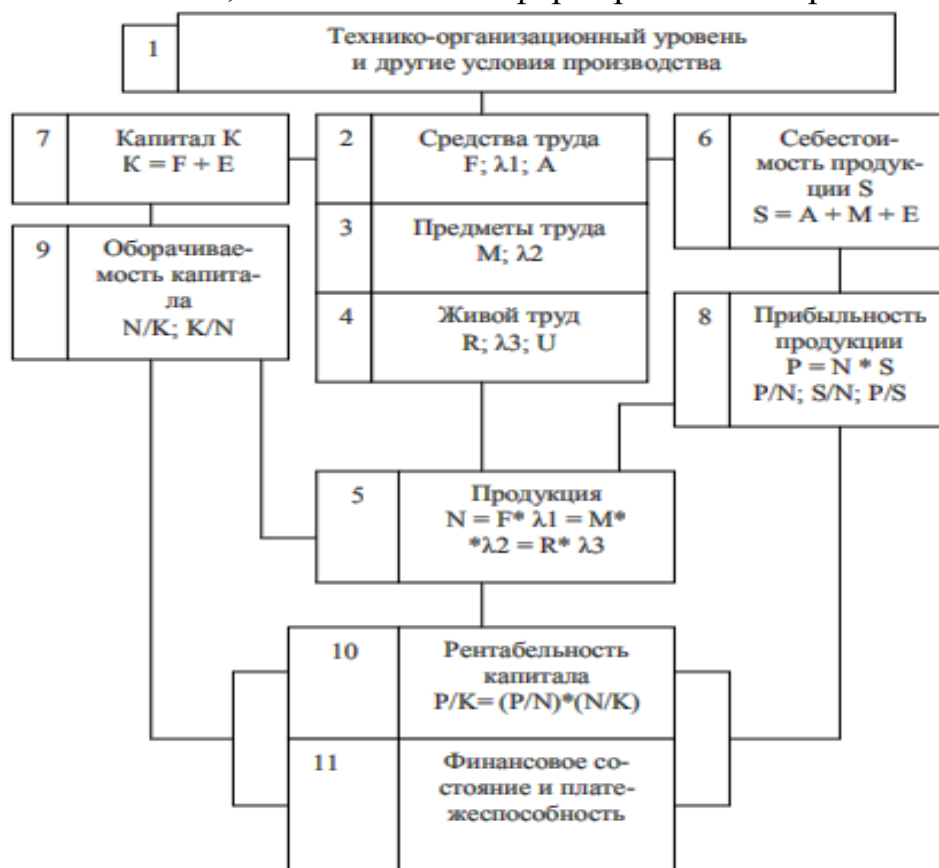 1
Технико-организационный уровень
и другие условия производства
7
Капитал К
K = F + E
2
Средства труда
F; λ1; A
6
Себестои-
мость продук-
ции S
S = A + M + E
3
Предметы труда
M; λ2
9
Оборачивае-
мость капита-
ла
N/K; K/N
4
Живой труд
R; λ3; U
8
Прибыльность
продукции
P = N * S
P/N; S/N; P/S
5
Продукция
N = F* λ1 = M*
*λ2 = R* λ3
10
Рентабельность
капитала
P/K= (P/N)*(N/K)
11
Финансовое со-
стояние и плате-
жеспособность